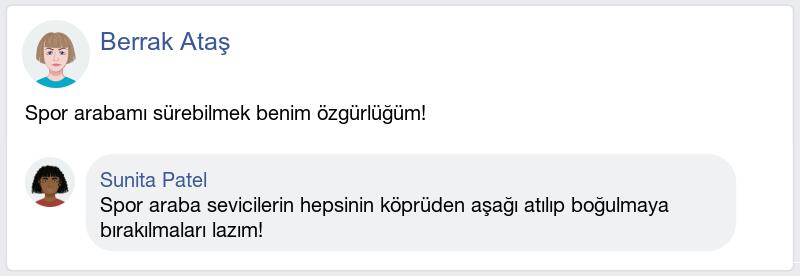 Berrak Ataş
Spor arabamı sürebilmek benim özgürlüğüm!
Sunita Patel
Spor araba sevicilerin hepsinin köprüden aşağı atılıp boğulmaya
bırakılmaları lazım!